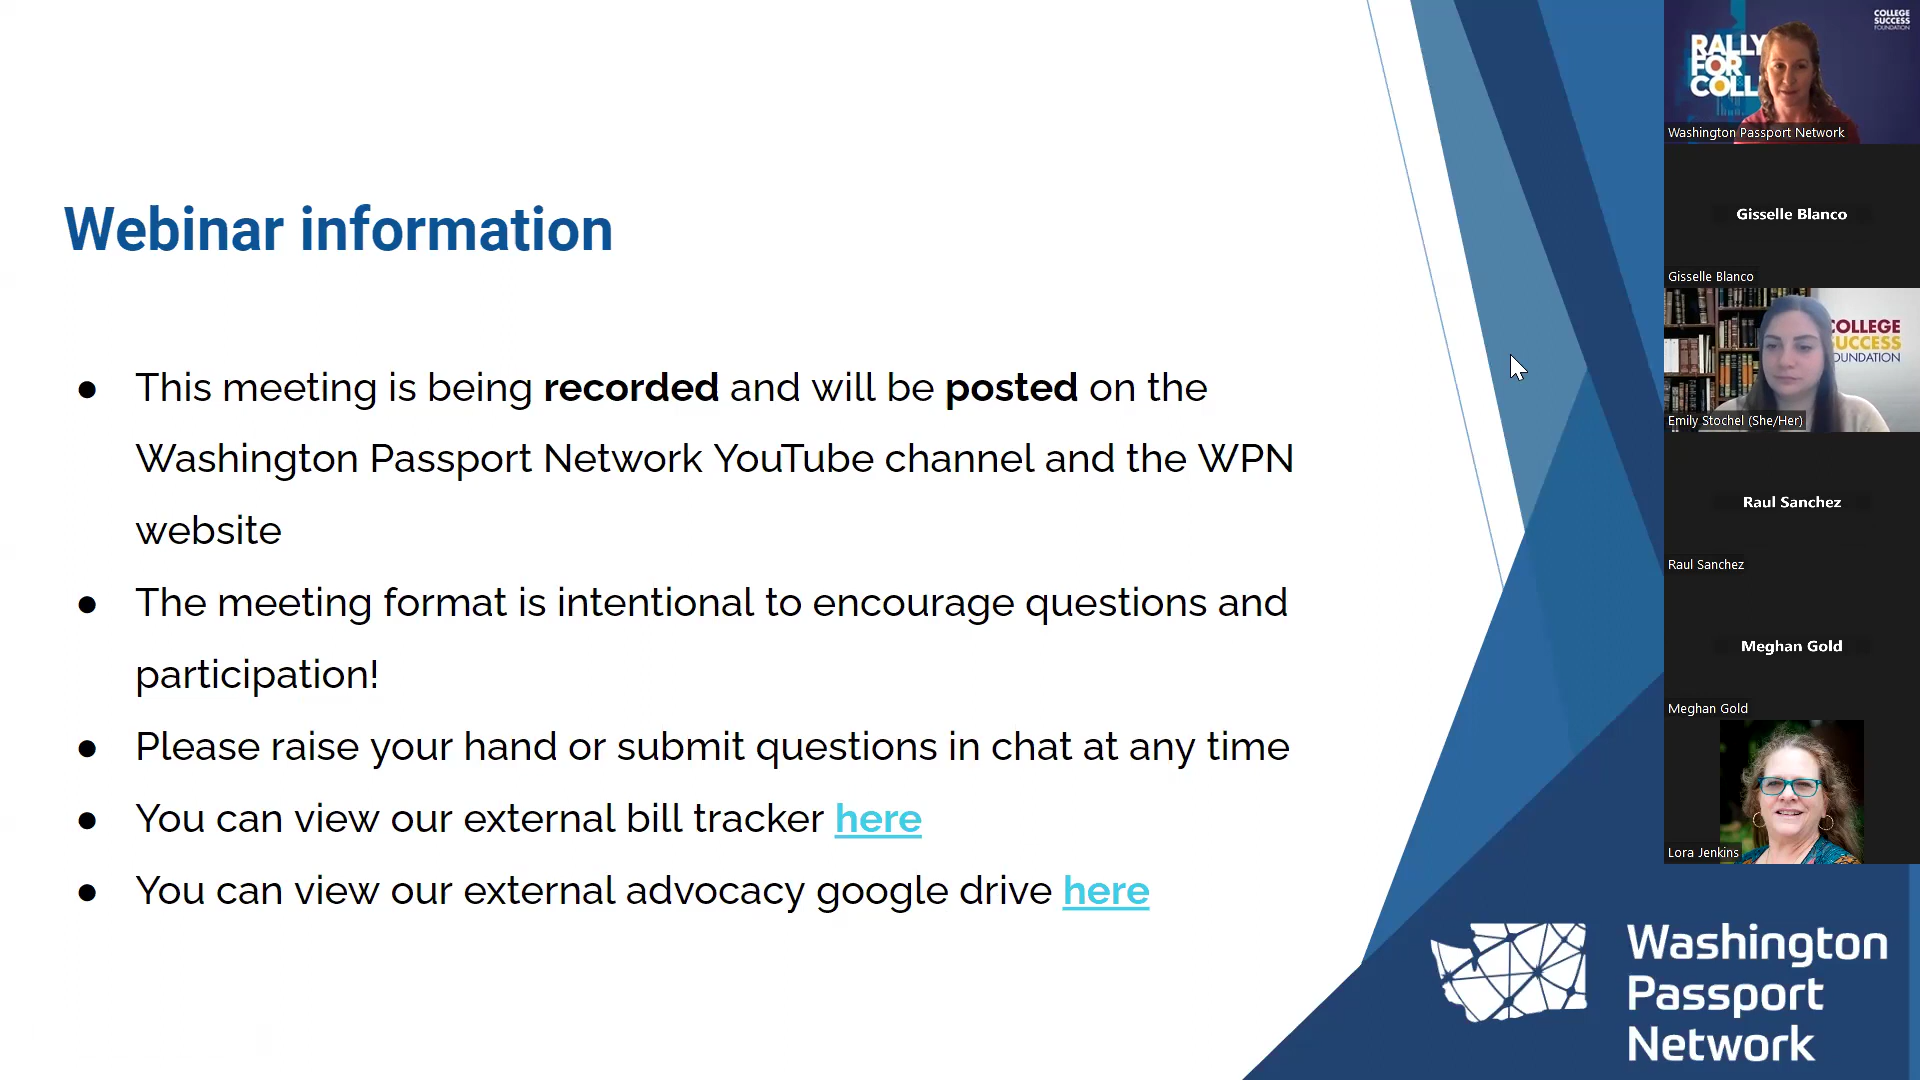 Webinar information
● This meeting is being recorded and will be posted on the
Washington Passport Network YouTube channel and the WPN
website
● The meeting format is intentional to encourage questions and
participation!
● Please raise your hand or submit questions in chat at any time
● You can view our external bill tracker here
● You can view our external advocacy google drive here
COLLEGE
SUCCESS
FOUNDATION
RALLY
FOR
COLL
Washington Passport Network
Gisselle Blanco
Gisselle Blanco
COLLEGE
SUCCESS
FOUNDATION
Emily Stochel (She/Her)
Raul Sanchez
Raul Sanchez
Meghan Gold
Meghan Gold
Lora Jenkins
Washington
Passport
Network